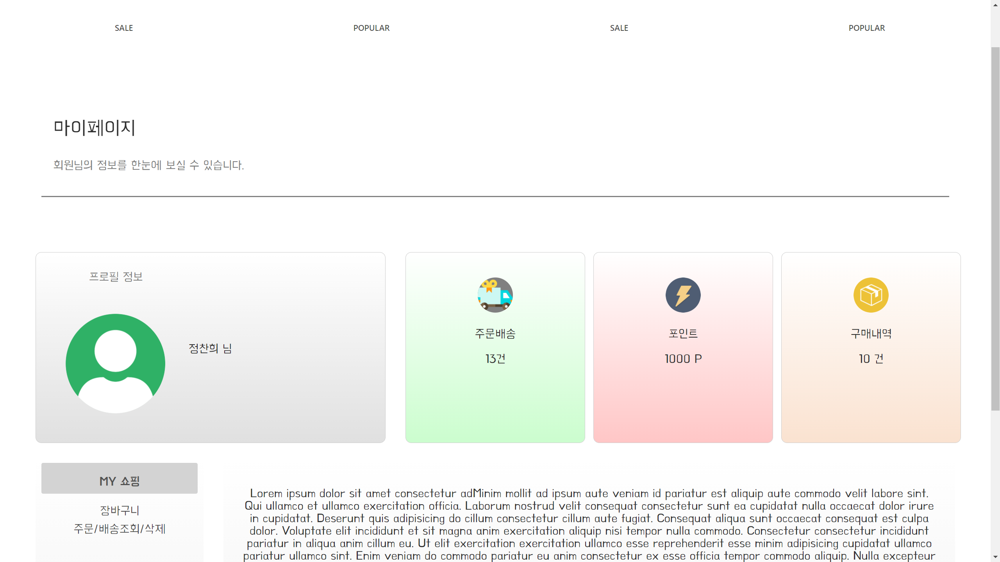 SALE
POPULAR
SALE
POPULAR
마이페이지
회원님의 정보를 한눈에 보실 수 있습니다.
프로필 정보
정찬희 님
주문배송
13건
포인트
1000 P
구매내역
10 건
MY 쇼핑
장바구니
주문/배송조회/삭제
Lorem ipsum dolor sit amet consectetur adMinim mollit ad ipsum aute veniam id pariatur est aliquip aute commodo velit labore sint.
Qui ullamco et ullamco exercitation officia. Laborum nostrud velit consequat consectetur sunt ea cupidatat nulla occaecat dolor irure
in cupidatat. Deserunt quis adipisicing do cillum consectetur cillum aute fugiat. Consequat aliqua sunt occaecat consequat est culpa
dolor. Voluptate elit incididunt et sit magna anim exercitation aliquip nisi tempor nulla commodo. Consectetur consectetur incididunt
pariatur in aliqua anim cillum eu. Ut elit exercitation exercitation ullamco esse reprehenderit esse minim adipisicing cupidatat ullamco
pariatur ullamco sint. Enim veniam do commodo pariatur eu anim consectetur ex esse officia tempor commodo aliquip. Nulla excepteur